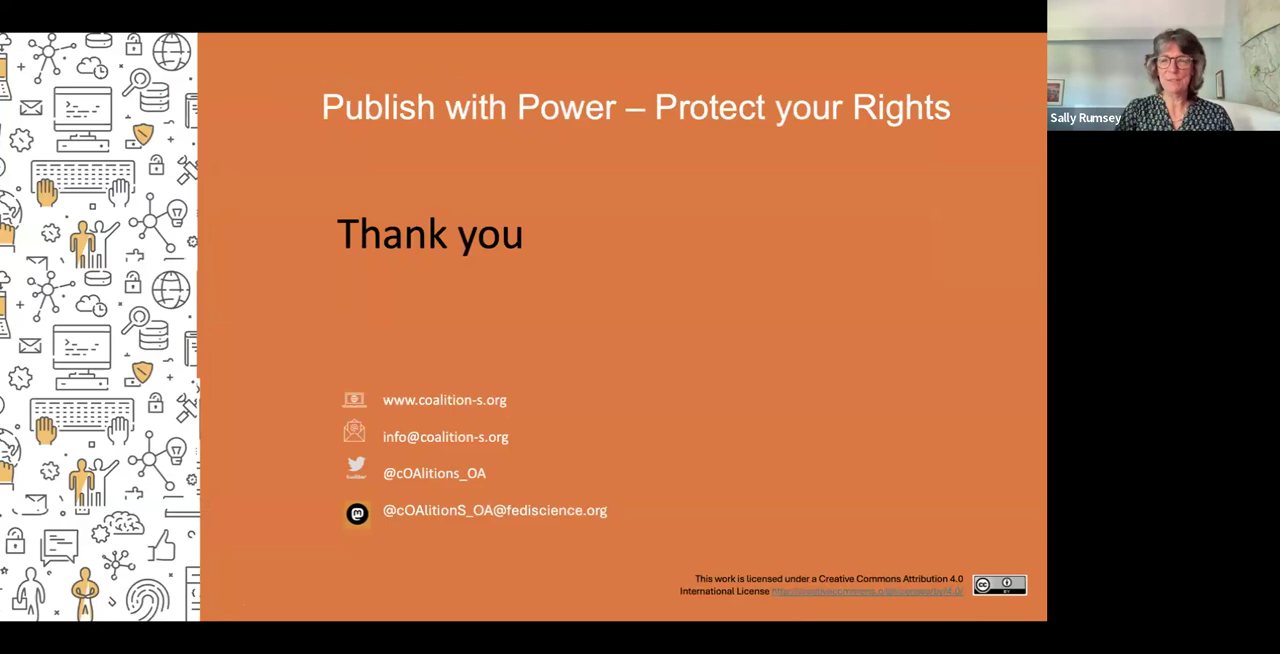 Publish with Power – Protect your Rights
Sally Rumsey
Thank you
www.coalition-s.org
info@coalition-s.org
@cOAlitions_OA
@cOAlitionS_OA@fediscience.org
This work is licensed under a Creative Commons Attribution 4.0
International License